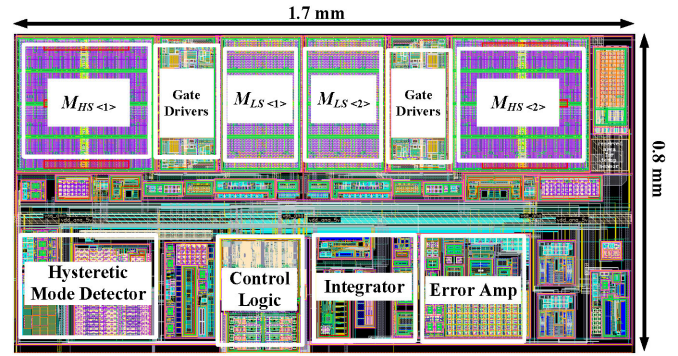 1.7 mm
M_HS <1>
Gate
Drivers
M_LS <1>
M_LS <2>
Gate
Drivers
M_HS <2>
0.8 mm
vdd_ana_5v
Hysteretic
Mode Detector
Control
Logic
Integrator
Error Amp